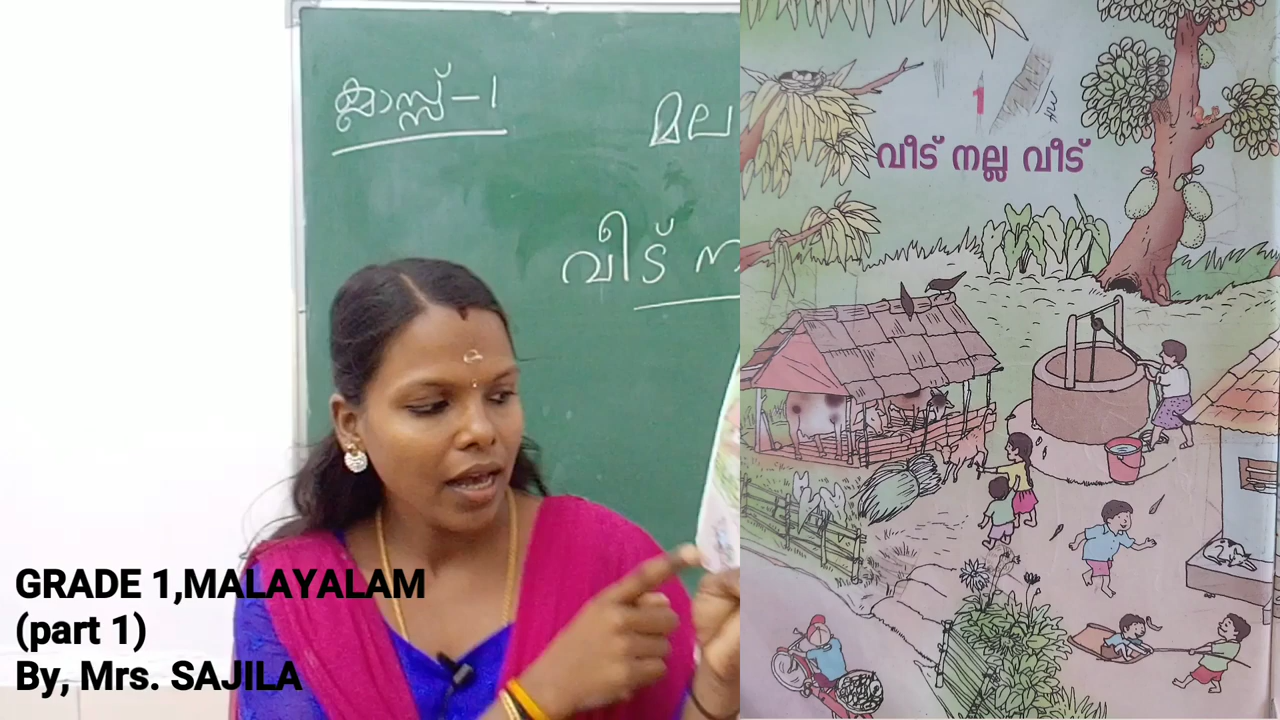 ക്ലാസ്സ്-1
മല
വീട് ന
1
വീട് നല്ല വീട്
GRADE 1,MALAYALAM
(part 1)
By, Mrs. SAJILA